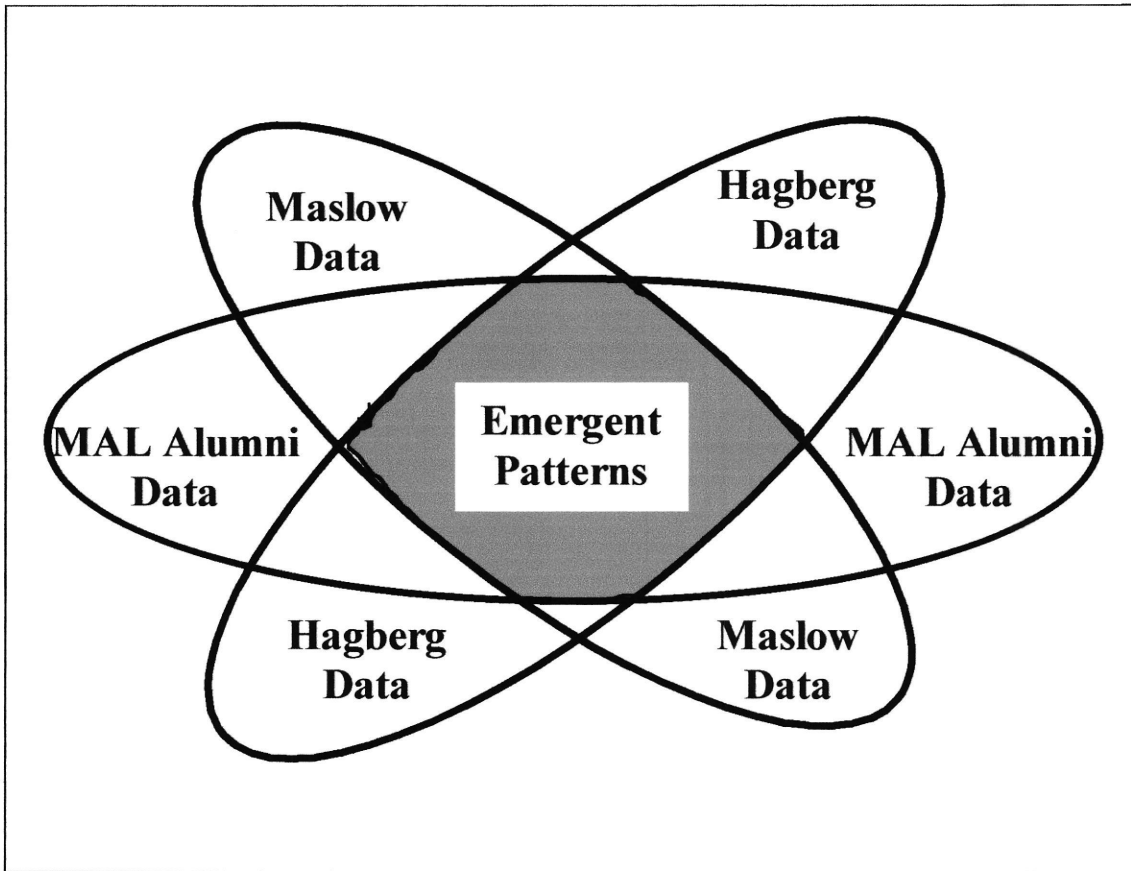 Maslow
Data
Hagberg
Data
MAL Alumni
Data
Emergent
Patterns
MAL Alumni
Data
Hagberg
Data
Maslow
Data